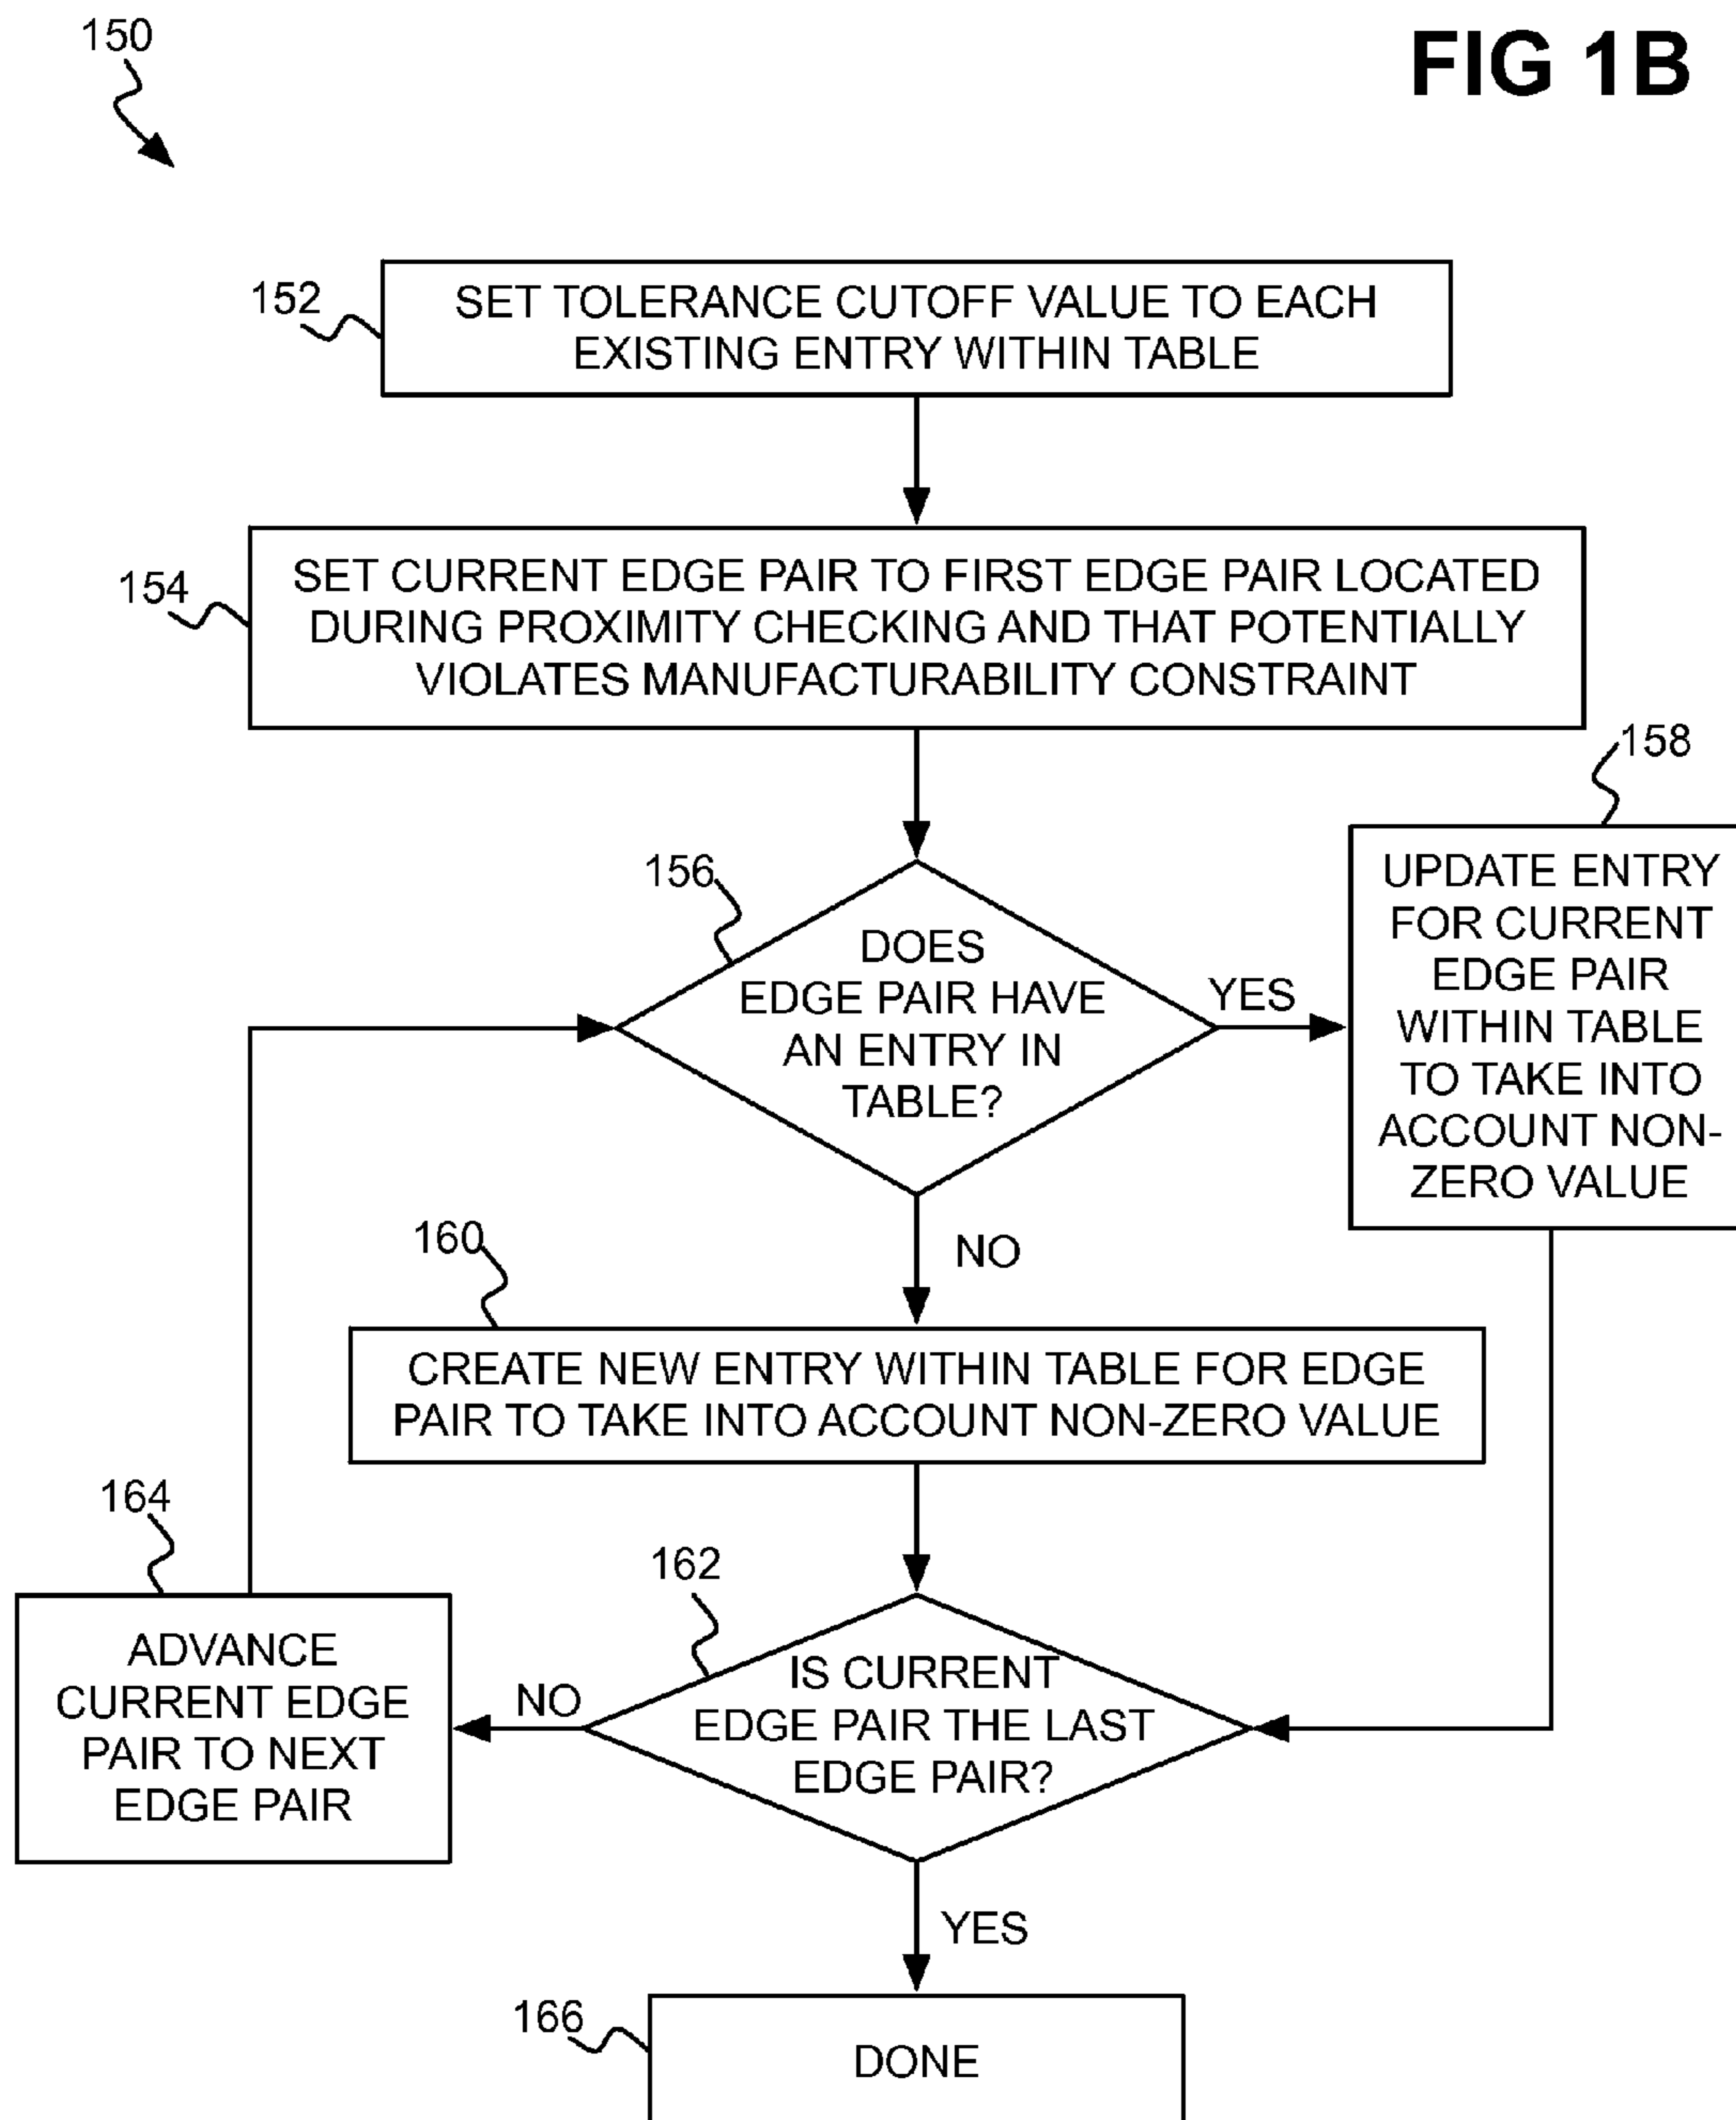 150
FIG 1B
152
SET TOLERANCE CUTOFF VALUE TO EACH
EXISTING ENTRY WITHIN TABLE
154
SET CURRENT EDGE PAIR TO FIRST EDGE PAIR LOCATED
DURING PROXIMITY CHECKING AND THAT POTENTIALLY
VIOLATES MANUFACTURABILITY CONSTRAINT
156
DOES
EDGE PAIR HAVE
AN ENTRY IN
TABLE?
YES
158
UPDATE ENTRY
FOR CURRENT
EDGE PAIR
WITHIN TABLE
TO TAKE INTO
ACCOUNT NON-
ZERO VALUE
NO
160
CREATE NEW ENTRY WITHIN TABLE FOR EDGE
PAIR TO TAKE INTO ACCOUNT NON-ZERO VALUE
162
IS CURRENT
EDGE PAIR THE LAST
EDGE PAIR?
NO
164
ADVANCE
CURRENT EDGE
PAIR TO NEXT
EDGE PAIR
YES
166
DONE